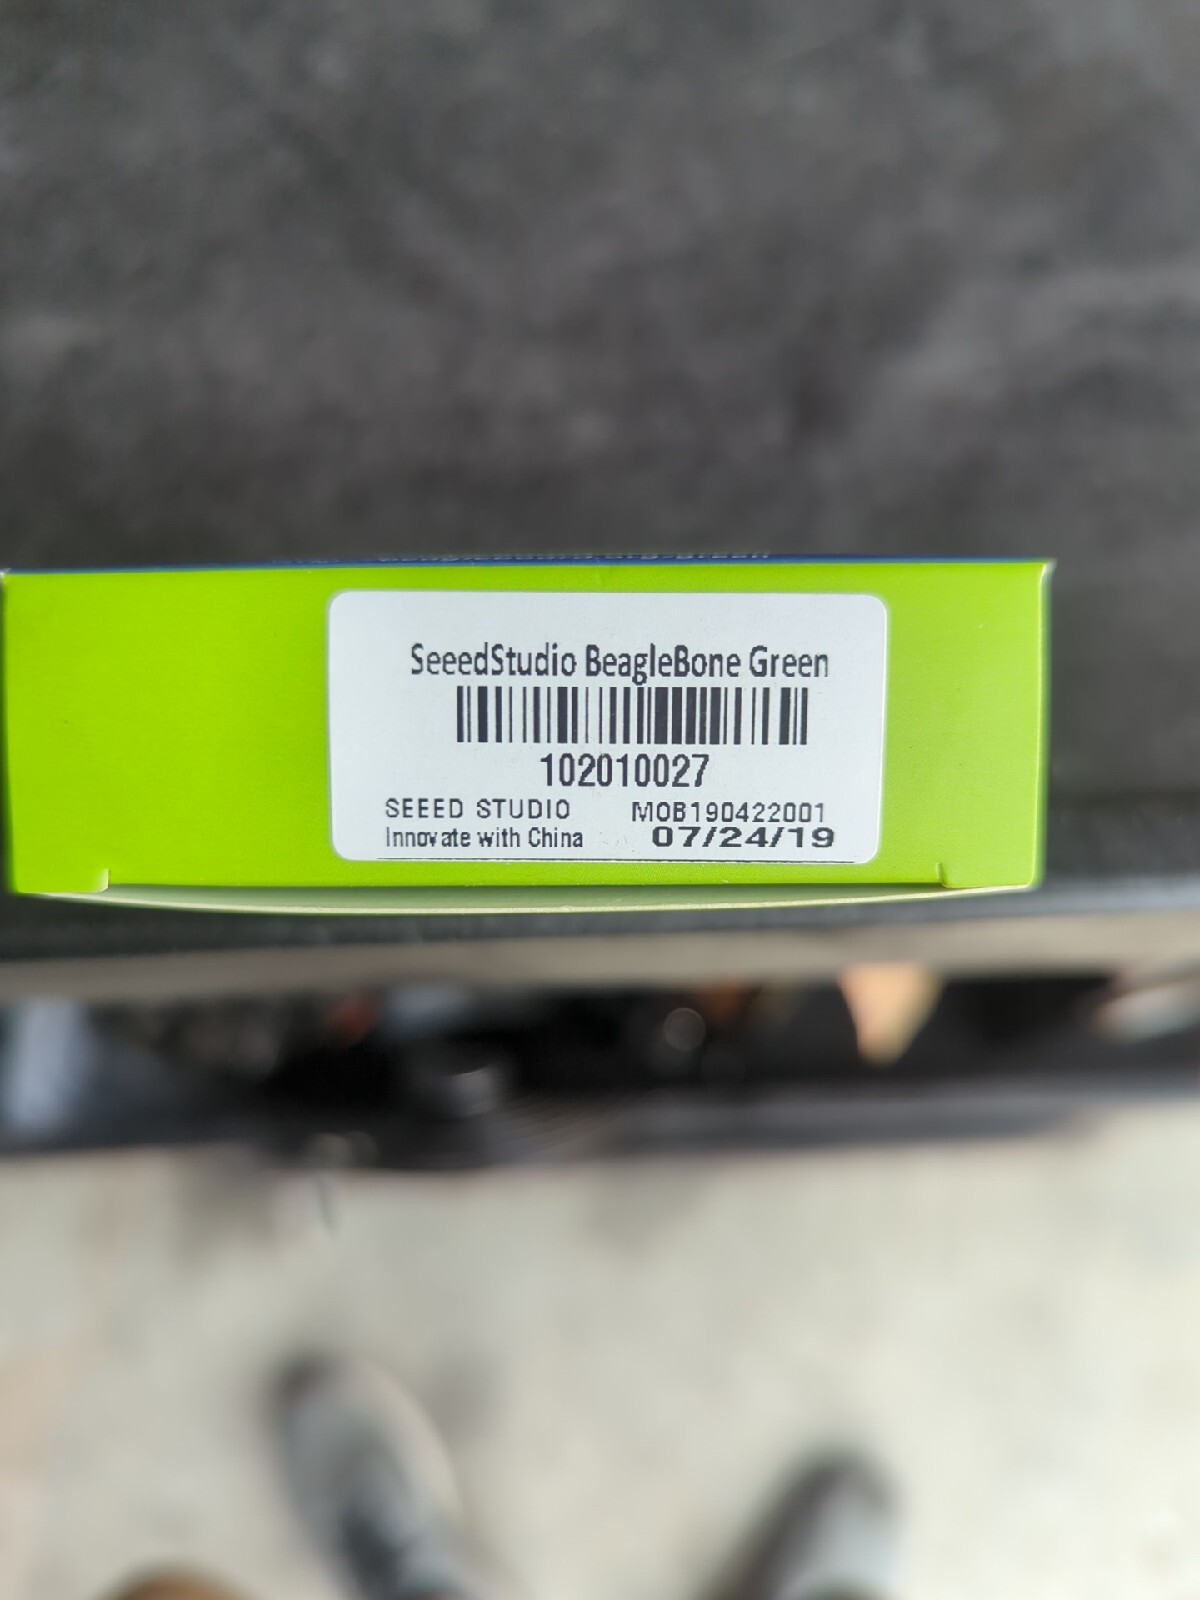 SeeedStudio BeagleBone Green
102010027
SEEED STUDIO MOB190422001
Innovate with China 07/24/19